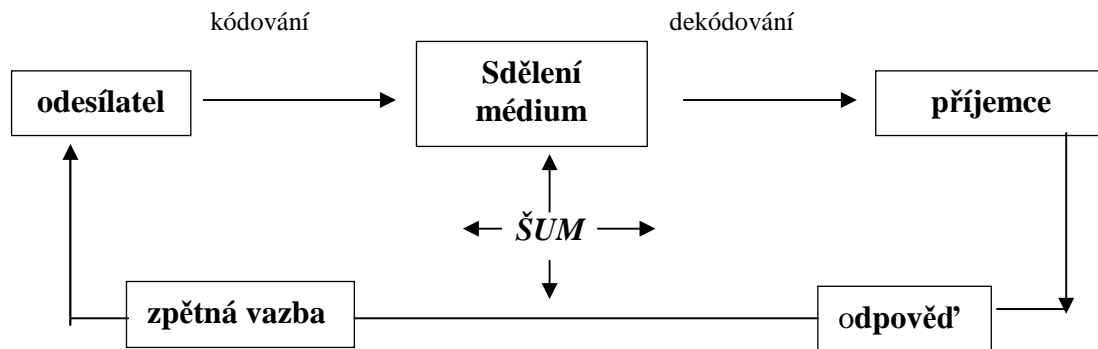 kódování
dekódování
odesílatel
Sdělení
médium
příjemce
ŠUM
zpětná vazba
odpověď